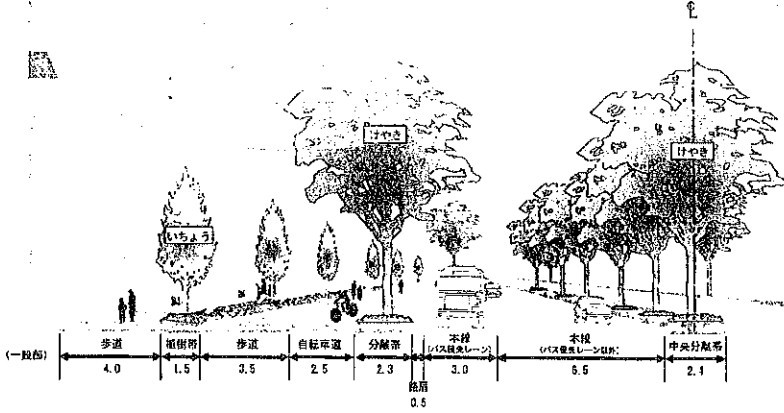 ℄
けやき
けやき
いちょう
(一般部)
歩道
植樹帯
歩道
自転車道
分離帯
本線
(バス優先レーン)
本線
(バス優先レーン以外)
中央分離帯
4.0
1.5
3.5
2.5
2.3
3.0
6.5
路肩
0.5